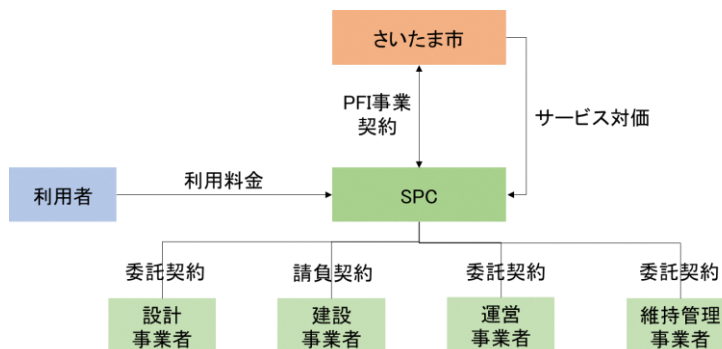 さいたま市
PFI事業
契約
サービス対価
利用者
利用料金
SPC
委託契約
請負契約
委託契約
委託契約
設計
事業者
建設
事業者
運営
事業者
維持管理
事業者